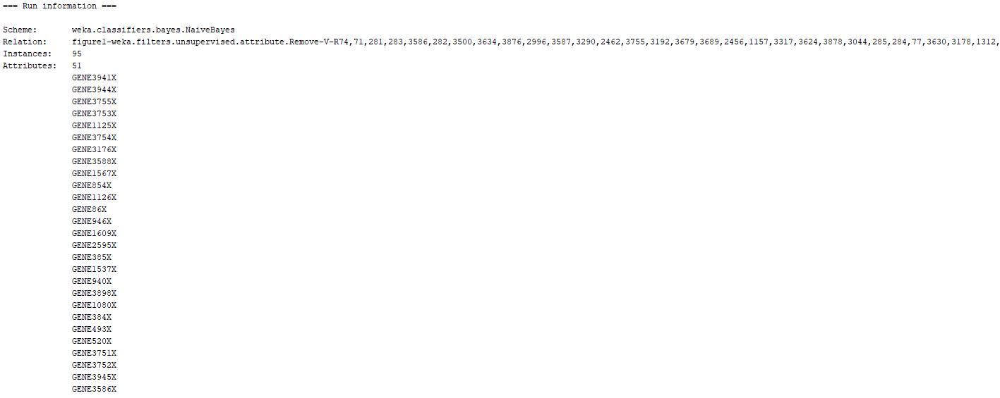 === Run information ===
Scheme: weka.classifiers.bayes.NaiveBayes
Relation: figure1-weka.filters.unsupervised.attribute.Remove-V-R74,71,281,283,3586,282,3500,3634,3876,2996,3587,3290,2462,3755,3192,3679,3689,2456,1157,3317,3624,3878,3044,285,284,77,3630,3178,1312,
Instances: 95
Attributes: 51
GENE3941X
GENE3944X
GENE3755X
GENE3753X
GENE1125X
GENE3754X
GENE3176X
GENE3588X
GENE1567X
GENE854X
GENE1126X
GENE86X
GENE946X
GENE1609X
GENE2595X
GENE385X
GENE1537X
GENE940X
GENE3898X
GENE1080X
GENE384X
GENE493X
GENE520X
GENE3751X
GENE3752X
GENE3945X
GENE3586X